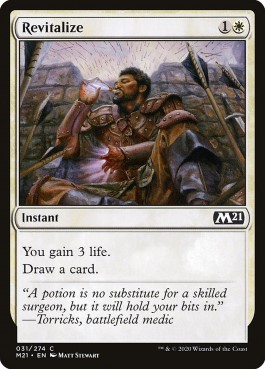 Revitalize 1
Instant M21
You gain 3 life.
Draw a card.
“A potion is no substitute for a skilled
surgeon, but it will hold your bits in.”
—Torricks, battlefield medic
031/274 C
M21 • EN Matt Stewart ™ & © 2020 Wizards of the Coast